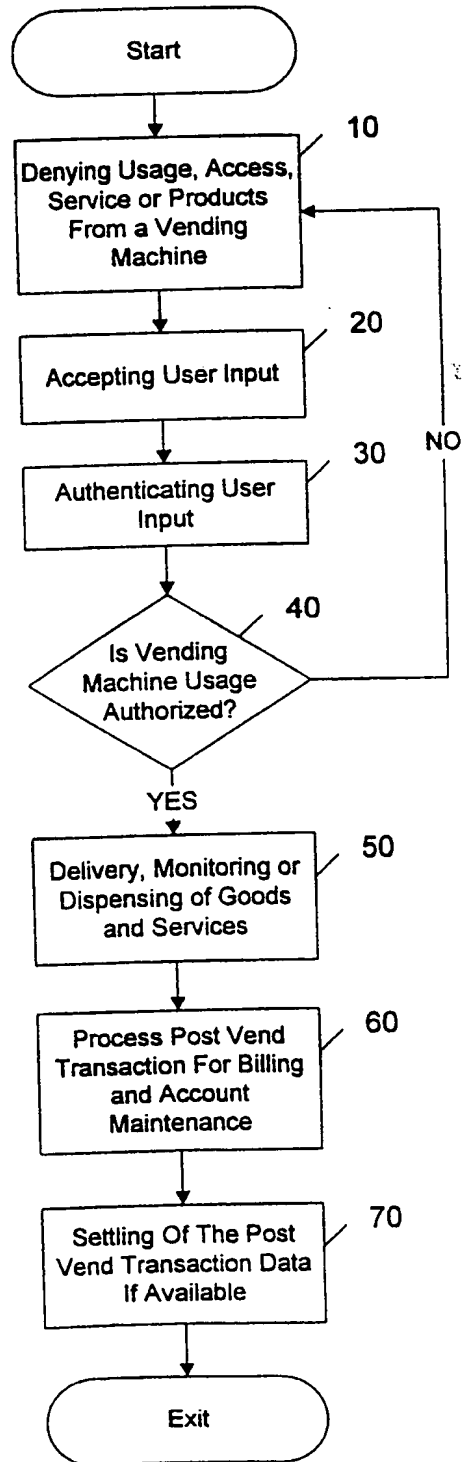 Start
10
Denying Usage, Access,
Service or Products
From a Vending
Machine
20
Accepting User Input
NO
30
Authenticating User
Input
40
Is Vending
Machine Usage
Authorized?
YES
50
Delivery, Monitoring or
Dispensing of Goods
and Services
60
Process Post Vend
Transaction For Billing
and Account
Maintenance
70
Settling Of The Post
Vend Transaction Data
If Available
Exit